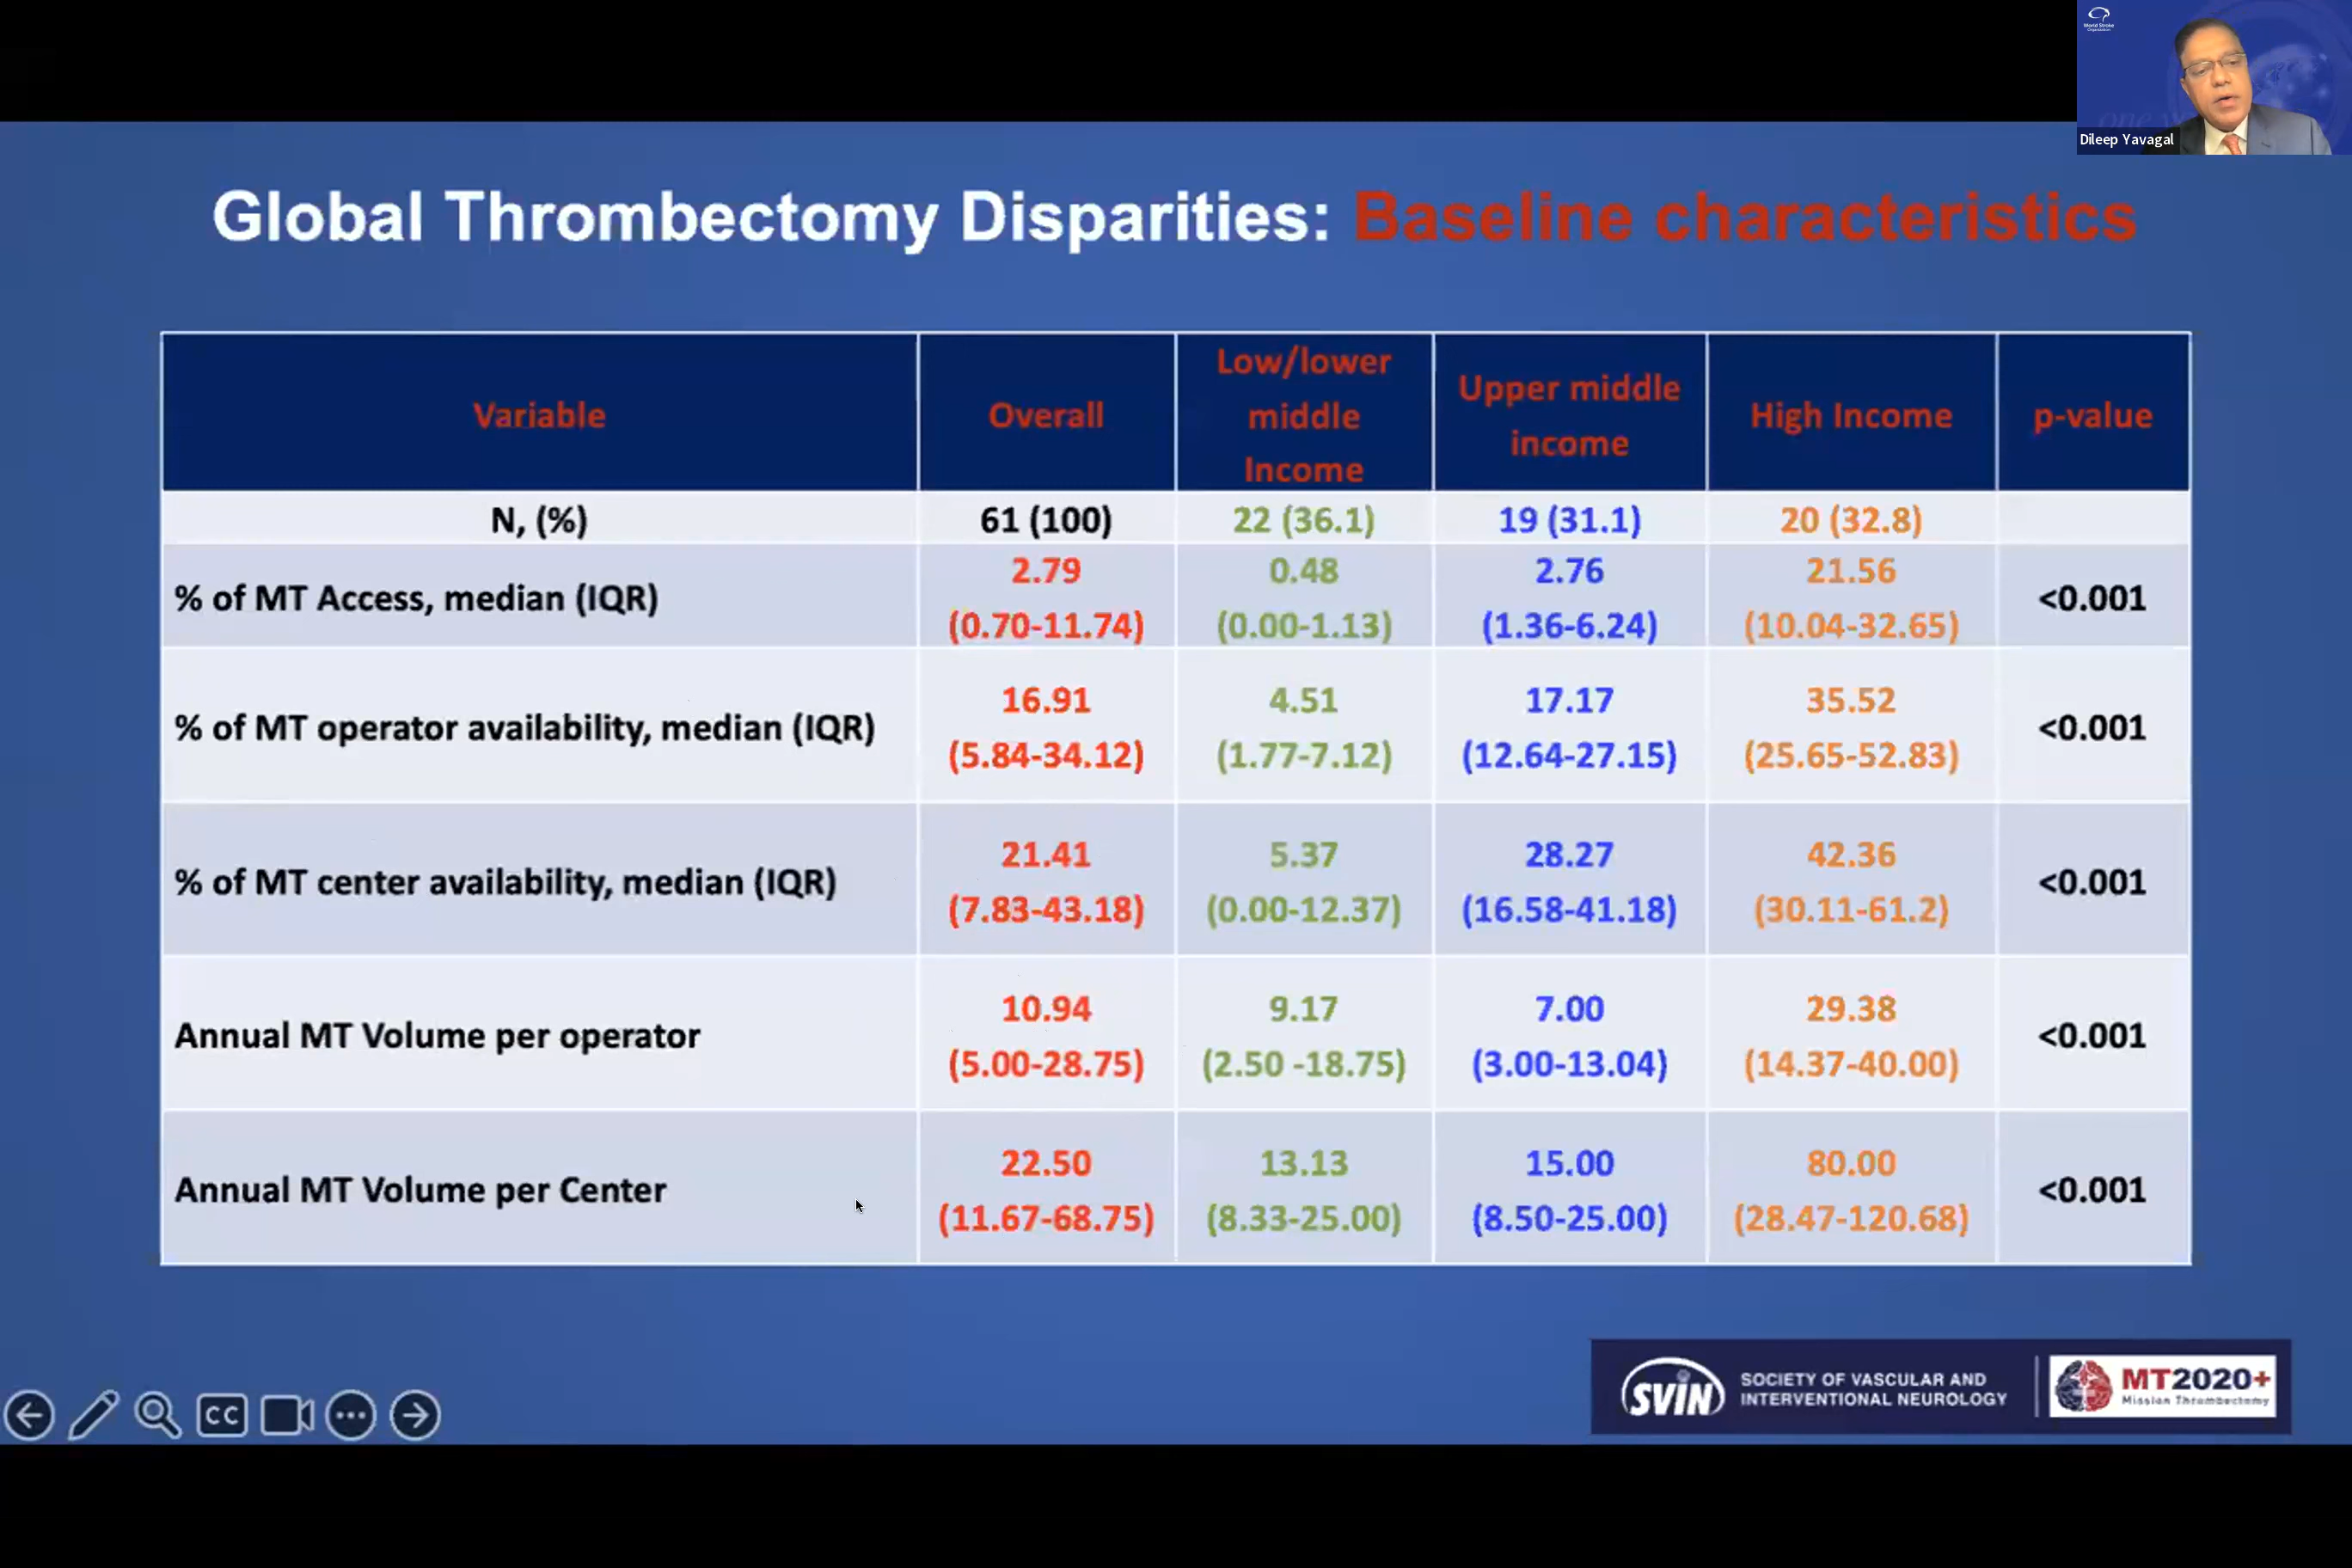 World Stroke
Organization
Dileep Yavagal
Global Thrombectomy Disparities: Baseline characteristics
Variable
Overall
Low/lower
middle
Income
Upper middle
income
High Income
p-value
N, (%)
61 (100)
22 (36.1)
19 (31.1)
20 (32.8)
% of MT Access, median (IQR)
2.79
(0.70-11.74)
0.48
(0.00-1.13)
2.76
(1.36-6.24)
21.56
(10.04-32.65)
<0.001
% of MT operator availability, median (IQR)
16.91
(5.84-34.12)
4.51
(1.77-7.12)
17.17
(12.64-27.15)
35.52
(25.65-52.83)
<0.001
% of MT center availability, median (IQR)
21.41
(7.83-43.18)
5.37
(0.00-12.37)
28.27
(16.58-41.18)
42.36
(30.11-61.2)
<0.001
Annual MT Volume per operator
10.94
(5.00-28.75)
9.17
(2.50 -18.75)
7.00
(3.00-13.04)
29.38
(14.37-40.00)
<0.001
Annual MT Volume per Center
22.50
(11.67-68.75)
13.13
(8.33-25.00)
15.00
(8.50-25.00)
80.00
(28.47-120.68)
<0.001
CC
SVIN
SOCIETY OF VASCULAR AND
INTERVENTIONAL NEUROLOGY
MT2020+
Mission Thrombectomy